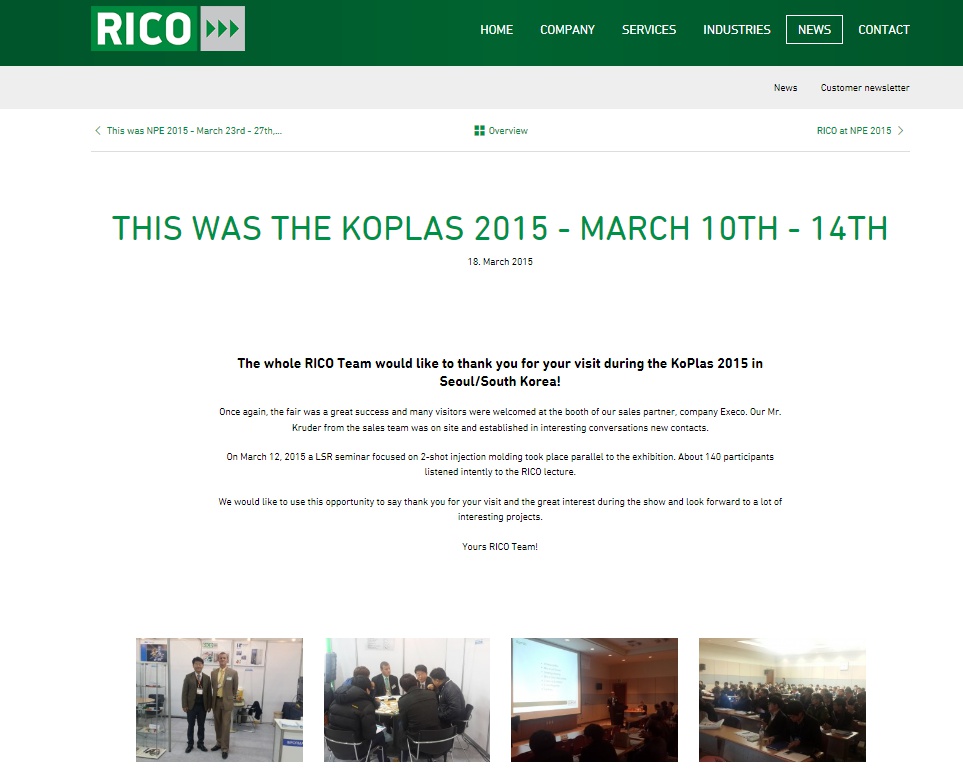 RICO
HOME COMPANY SERVICES INDUSTRIES NEWS CONTACT
News Customer newsletter
This was NPE 2015 - March 23rd - 27th,... Overview RICO at NPE 2015
THIS WAS THE KOPLAS 2015 - MARCH 10TH - 14TH
18. March 2015
The whole RICO Team would like to thank you for your visit during the KoPlas 2015 in
Seoul/South Korea!
Once again, the fair was a great success and many visitors were welcomed at the booth of our sales partner, company Execo. Our Mr.
Kruder from the sales team was on site and established in interesting conversations new contacts.
On March 12, 2015 a LSR seminar focused on 2-shot injection molding took place parallel to the exhibition. About 140 participants
listened intently to the RICO lecture.
We would like to use this opportunity to say thank you for your visit and the great interest during the show and look forward to a lot of
interesting projects.
Yours RICO Team!